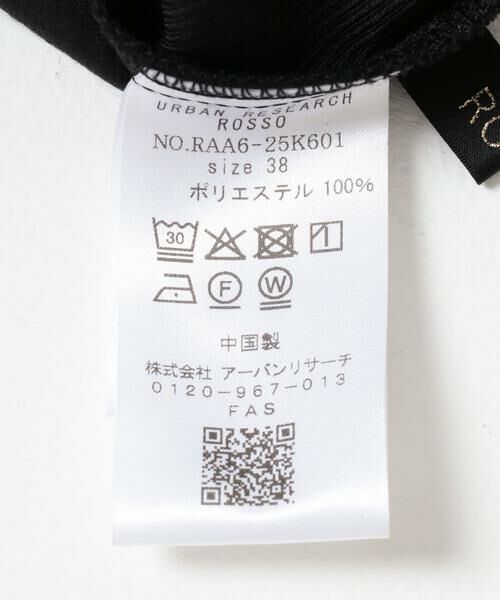 URBAN RESEARCH
ROSSO
NO.RAA6-25K601
size 38
ポリエステル 100%
30
F
W
中国製
株式会社 アーバンリサーチ
0120-967-013
FAS
RO